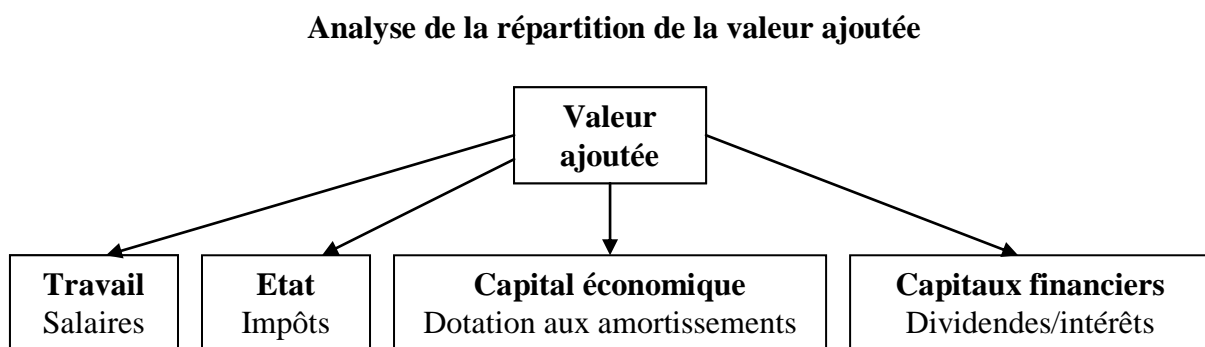 Analyse de la répartition de la valeur ajoutée
Valeur
ajoutée
Travail
Salaires
Etat
Impôts
Capital économique
Dotation aux amortissements
Capitaux financiers
Dividendes/intérêts